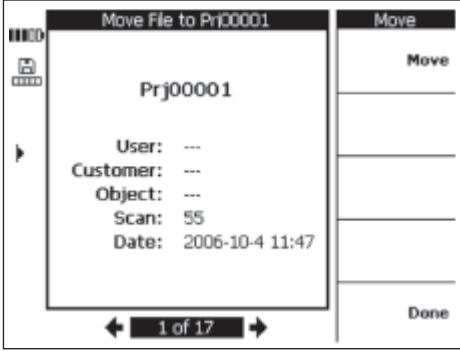 Move File to Prj00001
Move
Move
Prj00001
User: ---
Customer: ---
Object: ---
Scan: 55
Date: 2006-10-4 11:47
Done
1 of 17